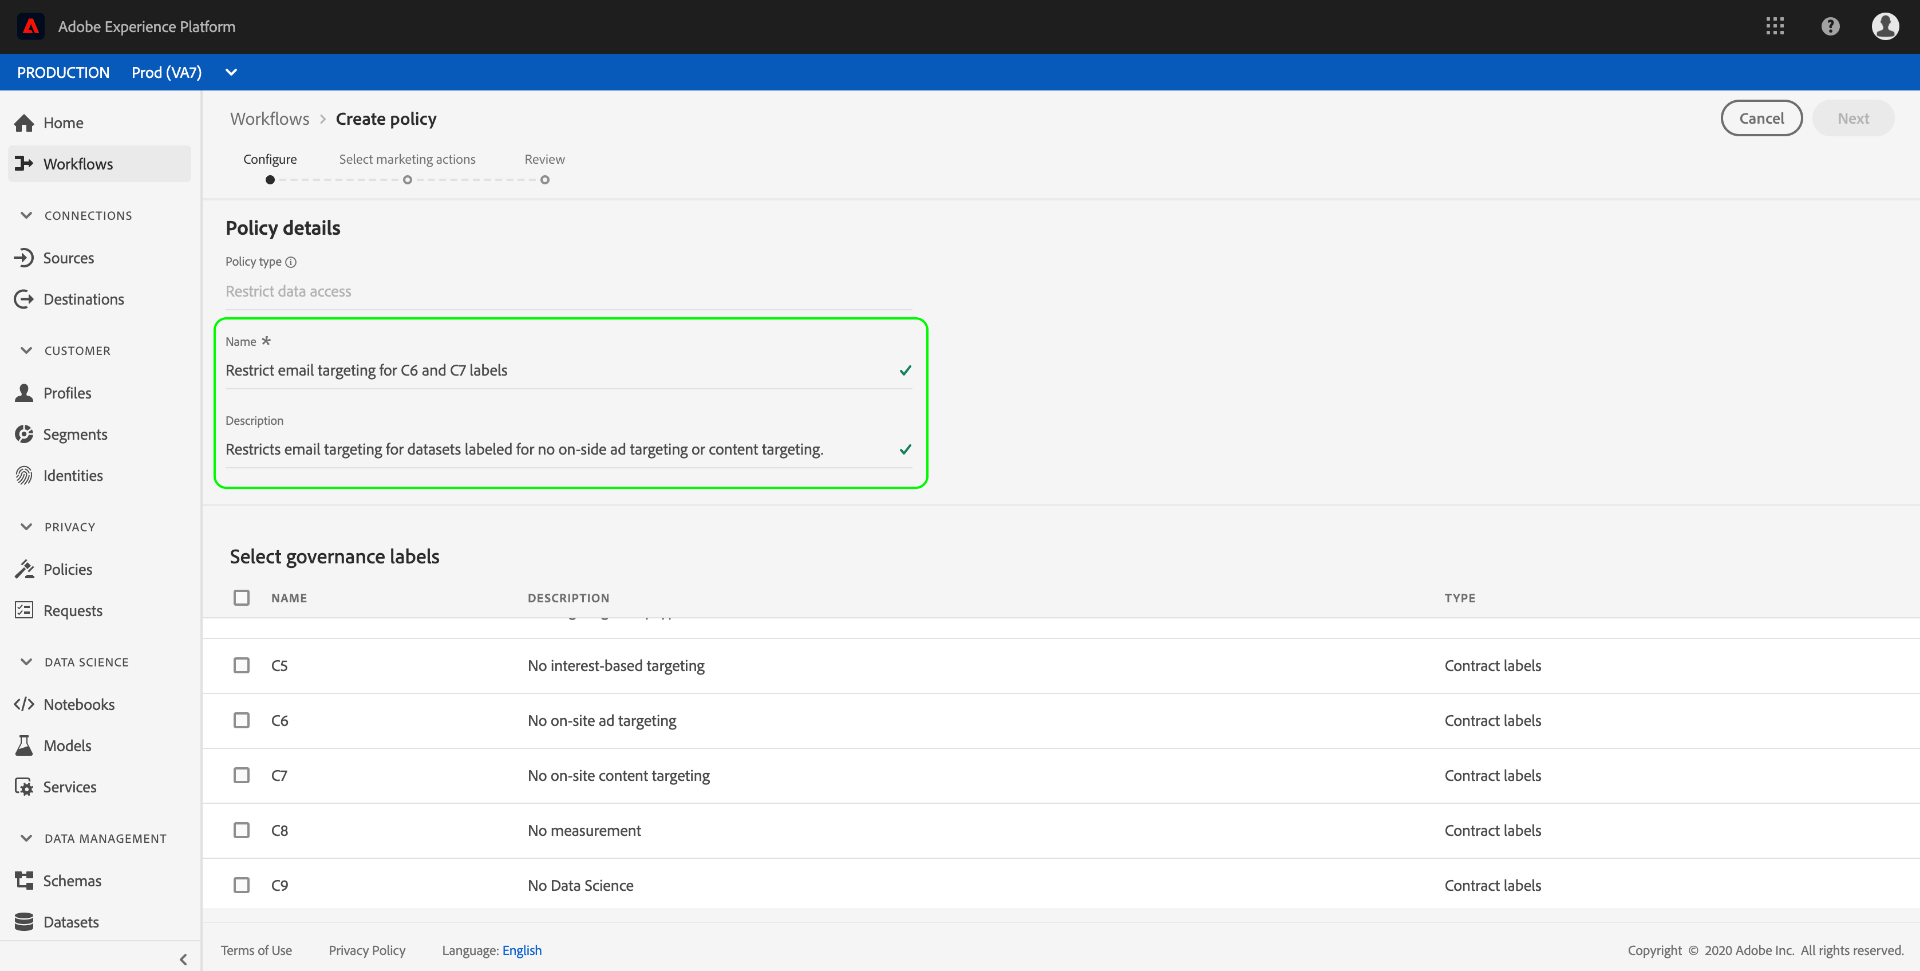 Adobe Experience Platform
PRODUCTION Prod (VA7)
Home
Workflows
CONNECTIONS
Sources
Destinations
CUSTOMER
Profiles
Segments
Identities
PRIVACY
Policies
Requests
DATA SCIENCE
Notebooks
Models
Services
DATA MANAGEMENT
Schemas
Datasets
Workflows > Create policy
Cancel Next
Configure Select marketing actions Review
Policy details
Policy type
Restrict data access
Name *
Restrict email targeting for C6 and C7 labels
Description
Restricts email targeting for datasets labeled for no on-side ad targeting or content targeting.
Select governance labels
NAME DESCRIPTION TYPE
C5 No interest-based targeting Contract labels
C6 No on-site ad targeting Contract labels
C7 No on-site content targeting Contract labels
C8 No measurement Contract labels
C9 No Data Science Contract labels
Terms of Use Privacy Policy Language: English Copyright © 2020 Adobe Inc. All rights reserved.